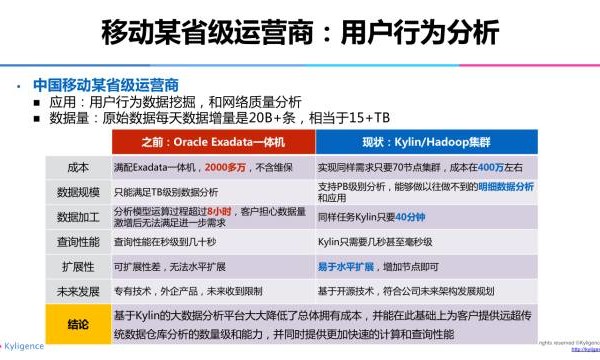 移动某省级运营商：用户行为分析
• 中国移动某省级运营商
■ 应用：用户行为数据挖掘，和网络质量分析
■ 数据量：原始数据每天数据增量是20B+条，相当于15+TB
之前：Oracle Exadata一体机 现状：Kylin/Hadoop集群
成本 满配Exadata一体机，2000多万，不含维保 实现同样需求只要70节点集群，成本在400万左右
数据规模 只能满足TB级别数据分析 支持PB级别分析，能够做以往做不到的明细数据分析
和应用
数据加工 分析模型运算过程超过8小时，客户担心数据量
激增后无法满足进一步需求 同样任务Kylin只要40分钟
查询性能 查询性能在秒级到几十秒 Kylin只需要几秒甚至毫秒级
扩展性 可扩展性差，无法水平扩展 易于水平扩展，增加节点即可
未来发展 专有技术，外企产品，未来收到限制 基于开源技术，符合公司未来架构发展规划
结论 基于Kylin的大数据分析平台大大降低了总体拥有成本，并能在此基础上为客户提供远超传
统数据仓库分析的数量级和能力，并同时提供更加快速的计算和查询性能
Kyligence
rights reserved ©Kyligence